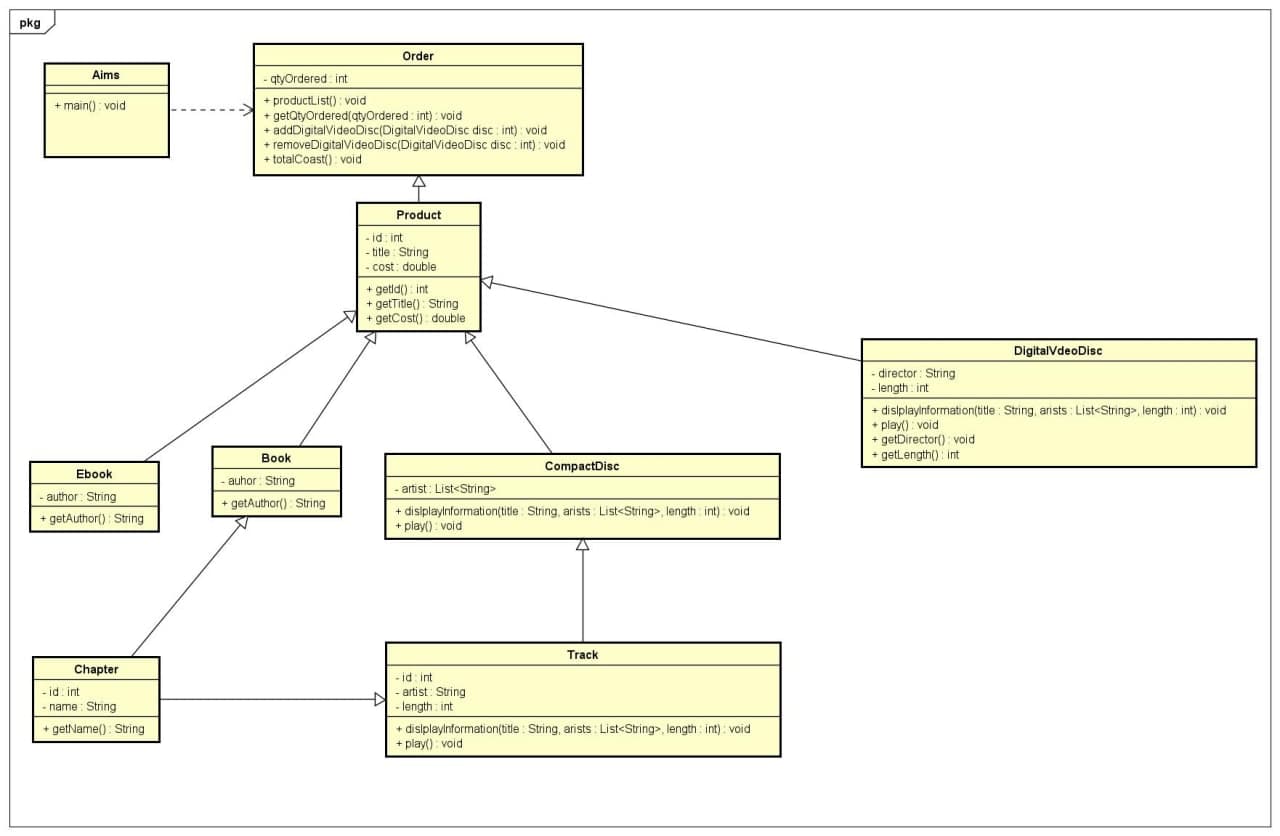 pkg
Aims
+ main() : void
Order
- qtyOrdered : int
+ productList() : void
+ getQtyOrdered(qtyOrdered : int) : void
+ addDigitalVideoDisc(DigitalVideoDisc disc : int) : void
+ removeDigitalVideoDisc(DigitalVideoDisc disc : int) : void
+ totalCoast() : void
Product
- id : int
- title : String
- cost : double
+ getId() : int
+ getTitle() : String
+ getCost() : double
DigitalVdeoDisc
- director : String
- length : int
+ dislplayInformation(title : String, arists : List<String>, length : int) : void
+ play() : void
+ getDirector() : void
+ getLength() : int
Ebook
- author : String
+ getAuthor() : String
Book
- auhor : String
+ getAuthor() : String
CompactDisc
- artist : List<String>
+ dislplayInformation(title : String, arists : List<String>, length : int) : void
+ play() : void
Chapter
- id : int
- name : String
+ getName() : String
Track
- id : int
- artist : String
- length : int
+ dislplayInformation(title : String, arists : List<String>, length : int) : void
+ play() : void